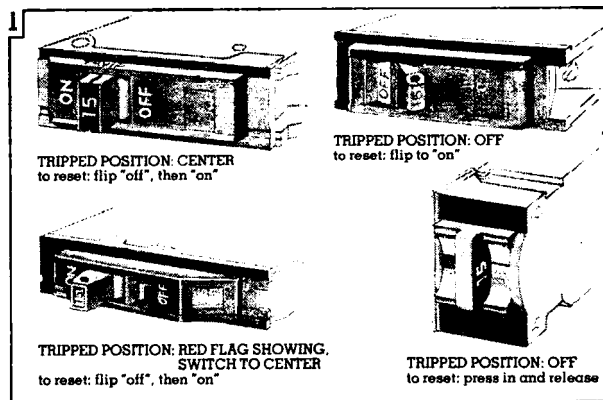 1
ON
15
OFF
TRIPPED POSITION: CENTER
to reset: flip "off", then "on"
OFF
TRIPPED POSITION: OFF
to reset: flip to "on"
ON
OFF
TRIPPED POSITION: RED FLAG SHOWING,
SWITCH TO CENTER
to reset: flip "off", then "on"
15
TRIPPED POSITION: OFF
to reset: press in and release